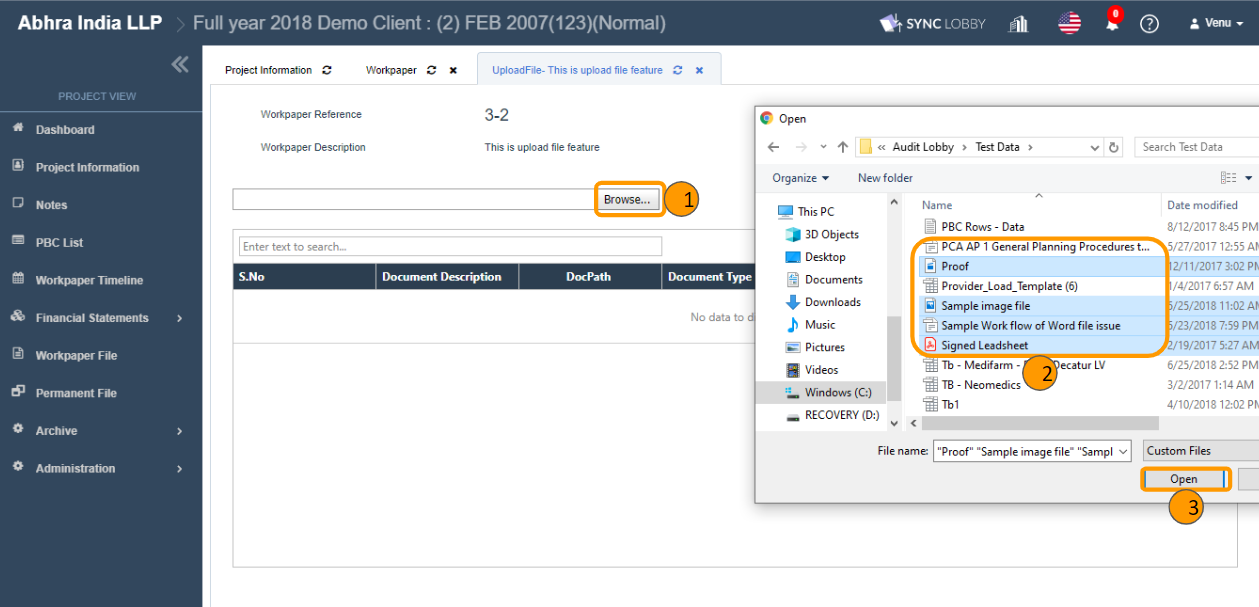 Abhra India LLP > Full year 2018 Demo Client : (2) FEB 2007(123)(Normal)
SYNC LOBBY
0
Venu
PROJECT VIEW
Dashboard
Project Information
Notes
PBC List
Workpaper Timeline
Financial Statements
Workpaper File
Permanent File
Archive
Administration
Project Information
Workpaper
UploadFile- This is upload file feature
Workpaper Reference
3-2
Workpaper Description
This is upload file feature
Browse...
1
Enter text to search...
S.No
Document Description
DocPath
Document Type
No data to d
Open
« Audit Lobby > Test Data >
Search Test Data
Organize
New folder
This PC
3D Objects
Desktop
Documents
Downloads
Music
Pictures
Videos
Windows (C:)
RECOVERY (D:)
Name
Date modified
PBC Rows - Data
8/12/2017 8:45 PM
PCA AP 1 General Planning Procedures t...
5/27/2017 12:55 AM
Proof
12/11/2017 3:02 PM
Provider_Load_Template (6)
1/4/2017 6:57 AM
Sample image file
6/25/2018 11:02 AM
Sample Work flow of Word file issue
5/23/2018 7:59 PM
Signed Leadsheet
2/19/2017 5:27 AM
Tb - Medifarm - Decatur LV
6/25/2018 2:52 PM
TB - Neomedics
3/2/2017 1:14 AM
Tb1
4/10/2018 12:02 PM
2
File name:
"Proof" "Sample image file" "Sampl
Custom Files
Open
3